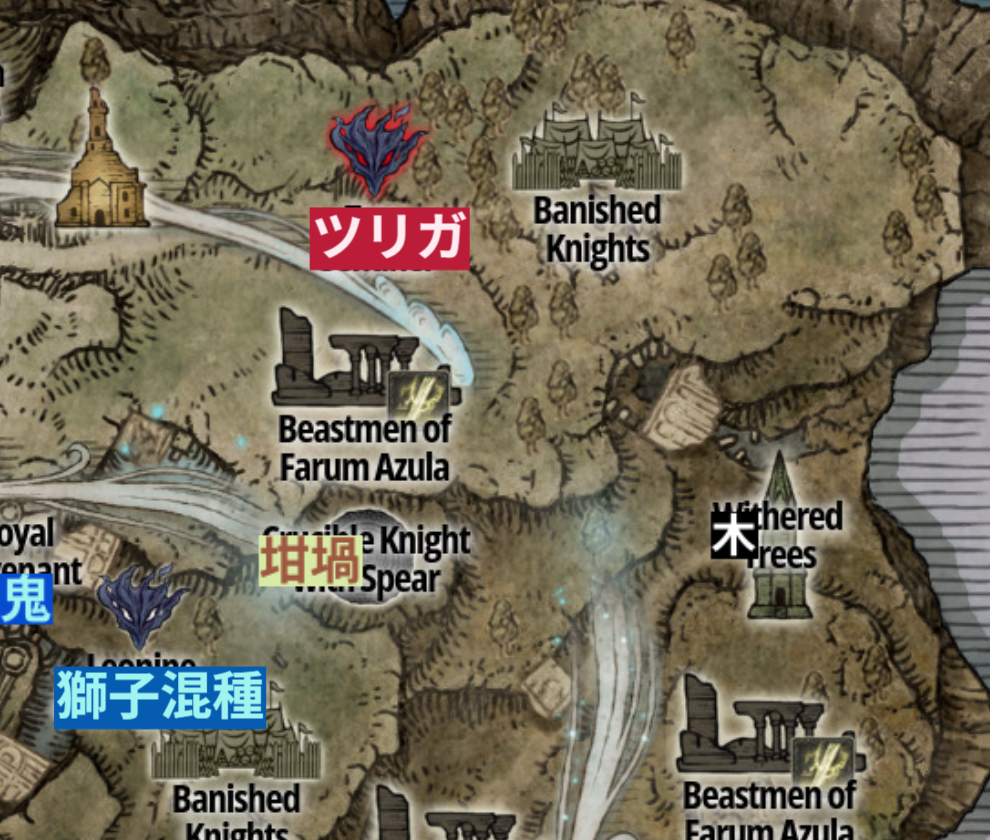 ツリガ
Banished
Knights
Beastmen of
Farum Azula
Crucible Knight
with Spear
坩堝
oyal
enant
鬼
Withered
Trees
木
Leonine
獅子混種
Banished
Knights
Beastmen of
Farum Azula